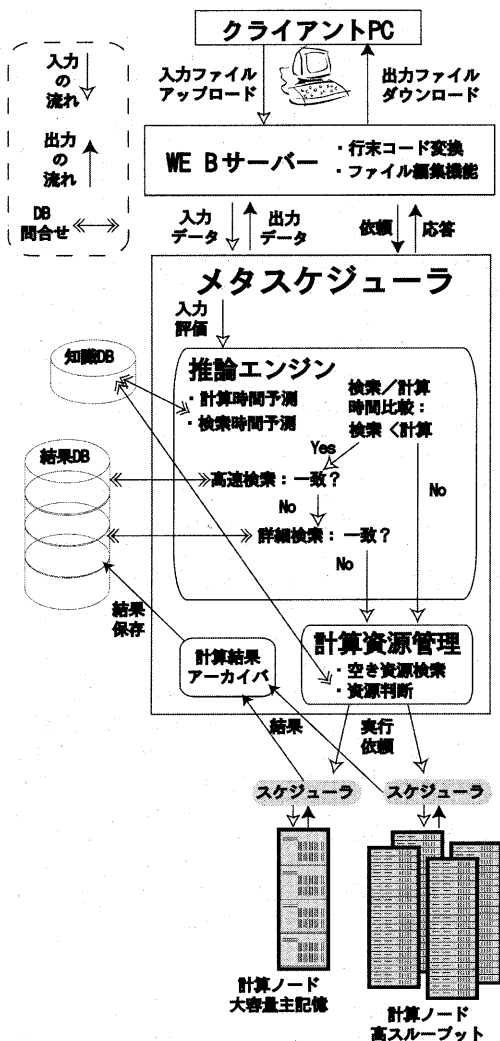 クライアントPC
入力
の
流れ
出力
の
流れ
DB
問合せ
入力ファイル
アップロード
出力ファイル
ダウンロード
WEBサーバー
・行末コード変換
・ファイル編集機能
入力
データ
出力
データ
依頼
応答
メタスケジューラ
入力
評価
知識DB
推論エンジン
・計算時間予測
・検索時間予測
検索／計算
時間比較：
検索＜計算
Yes
No
結果DB
高速検索：一致？
No
詳細検索：一致？
No
結果
保存
計算結果
アーカイバ
計算資源管理
・空き資源検索
・資源判断
結果
実行
依頼
スケジューラ
スケジューラ
計算ノード
大容量主記憶
計算ノード
高スループット